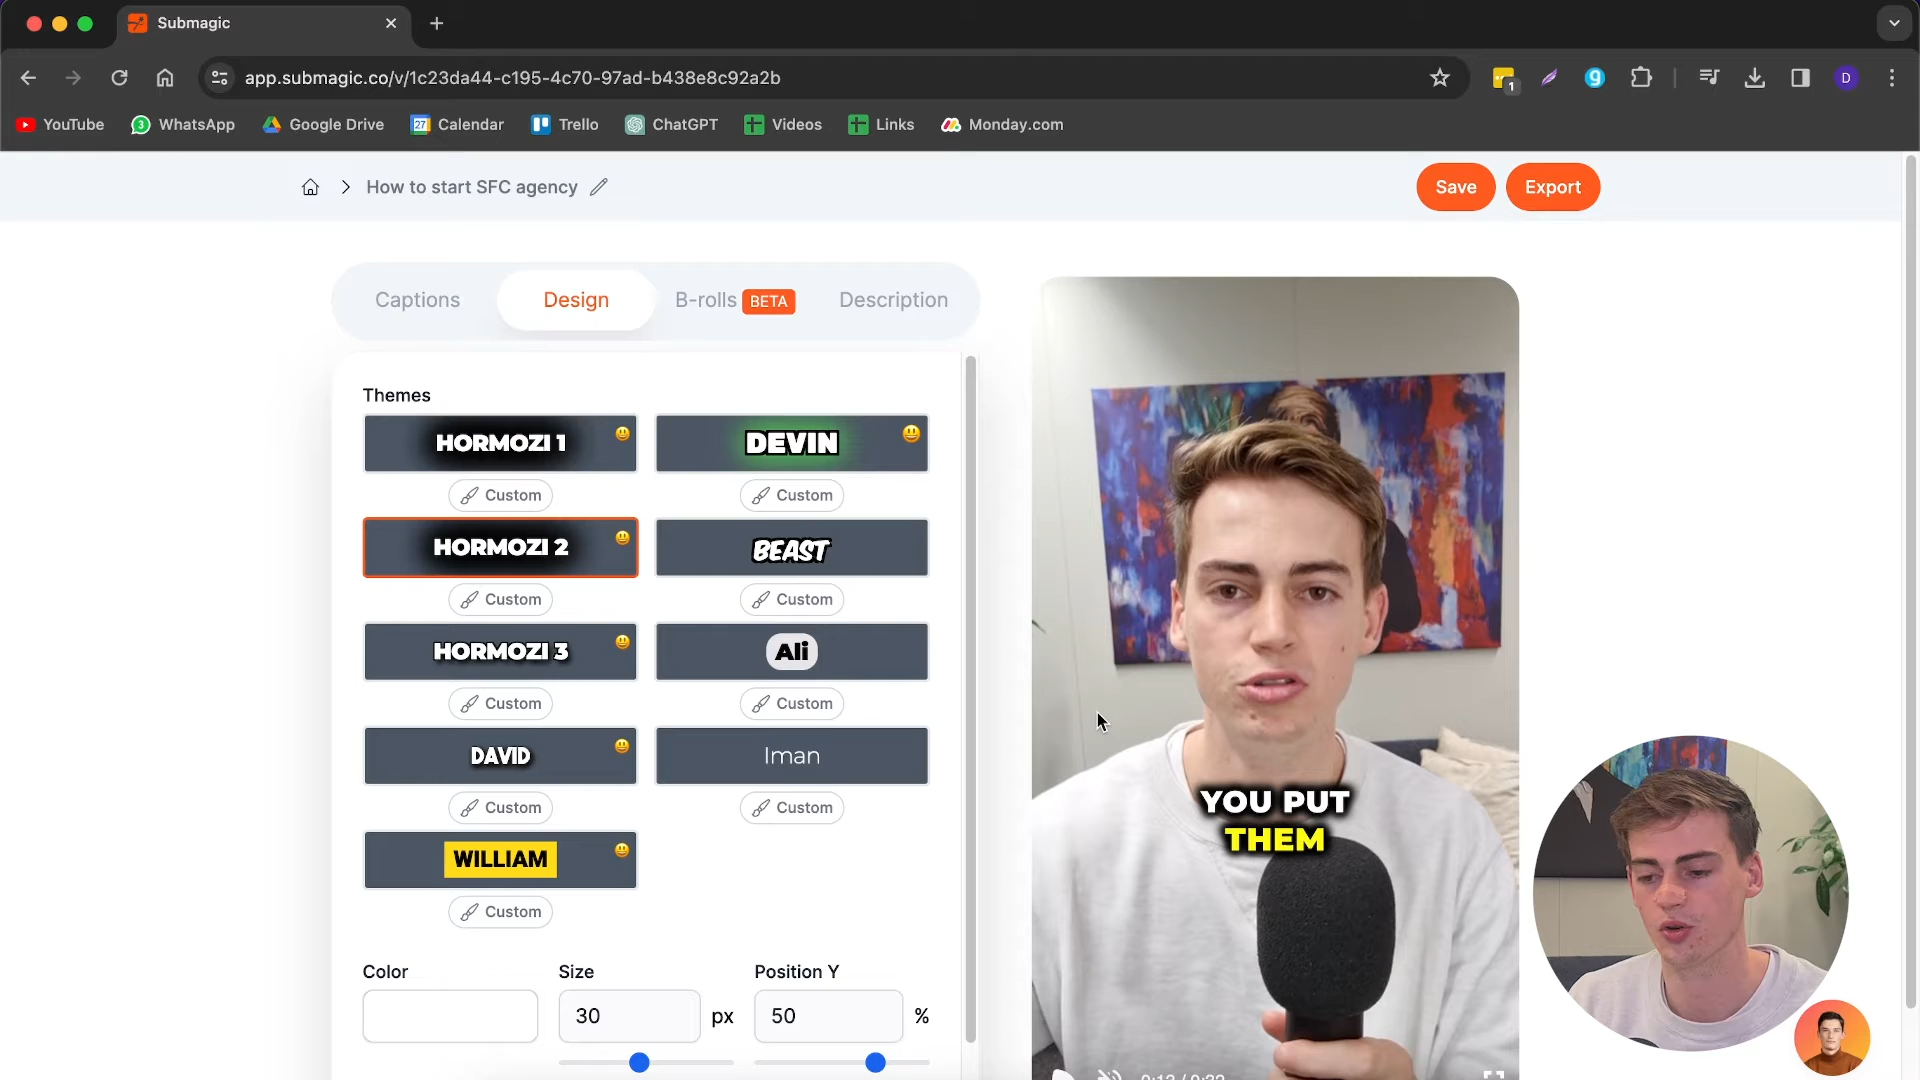 Submagic
app.submagic.co/v/1c23da44-c195-4c70-97ad-b438e8c92a2b
1
D
YouTube
3 WhatsApp
Google Drive
27 Calendar
Trello
ChatGPT
Videos
Links
Monday.com
How to start SFC agency
Save
Export
Captions
Design
B-rolls BETA
Description
Themes
HORMOZI 1
DEVIN
Custom
Custom
HORMOZI 2
BEAST
Custom
Custom
HORMOZI 3
Ali
Custom
Custom
DAVID
Iman
Custom
Custom
WILLIAM
Custom
Color
Size
Position Y
30 px
50 %
YOU PUT
THEM